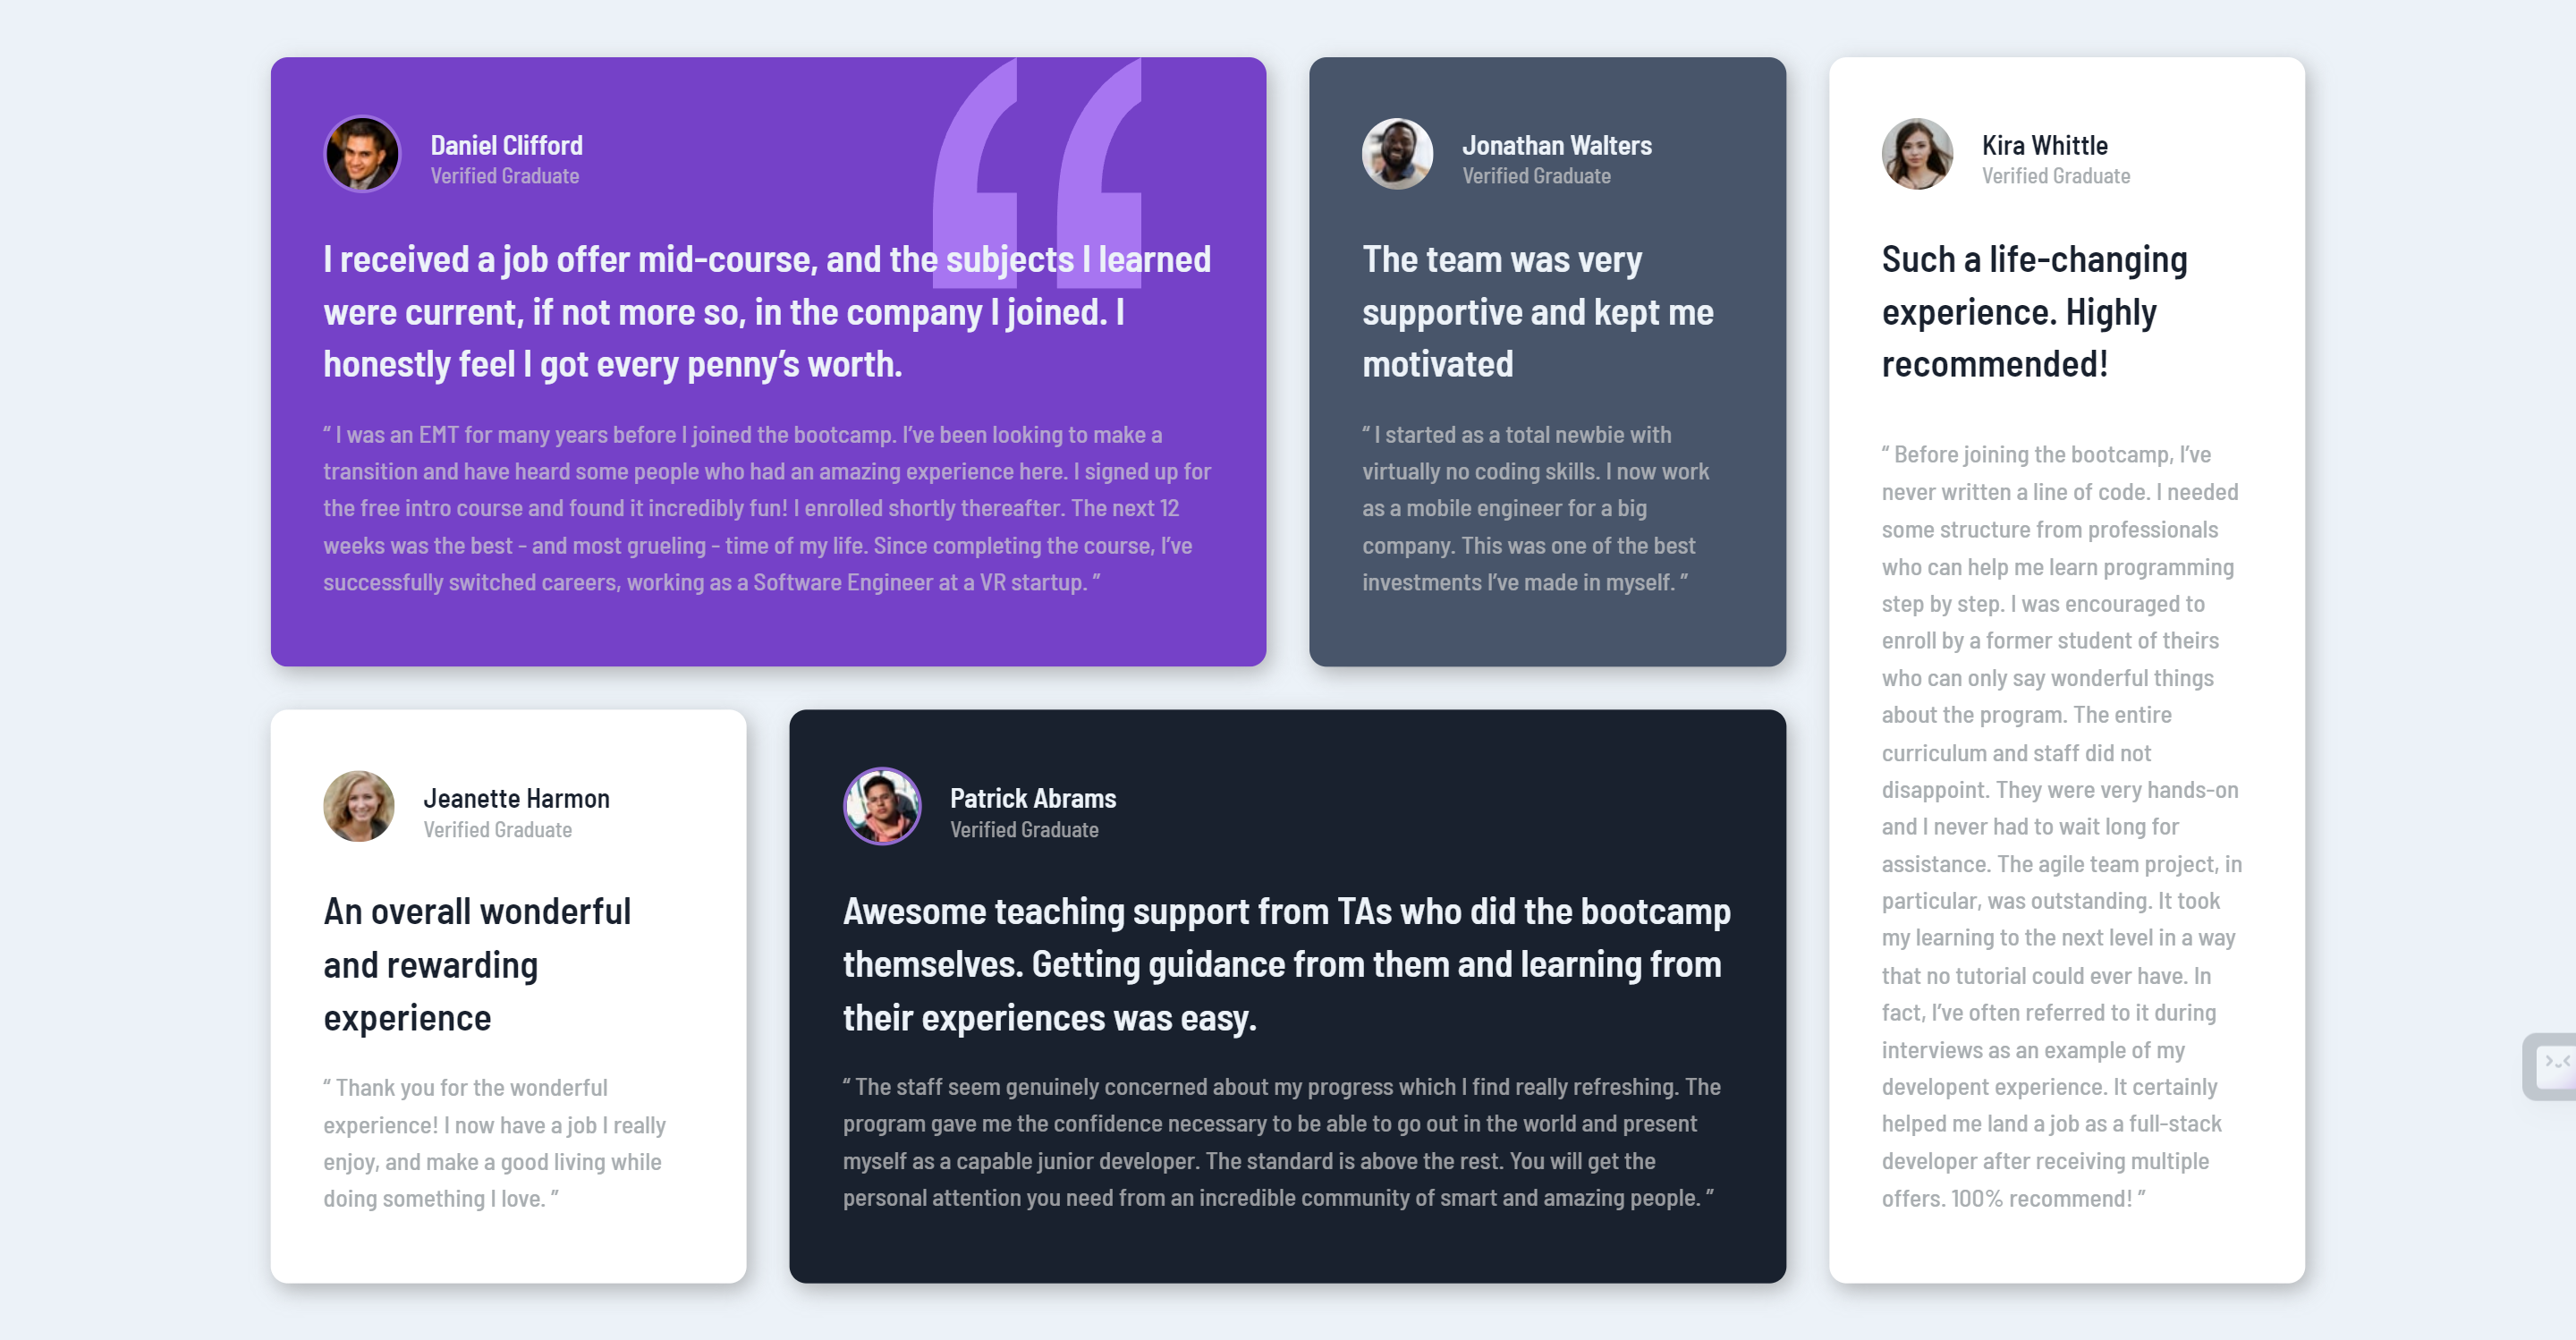 Daniel Clifford
Verified Graduate
I received a job offer mid-course, and the subjects I learned
were current, if not more so, in the company I joined. I
honestly feel I got every penny’s worth.
“ I was an EMT for many years before I joined the bootcamp. I’ve been looking to make a
transition and have heard some people who had an amazing experience here. I signed up for
the free intro course and found it incredibly fun! I enrolled shortly thereafter. The next 12
weeks was the best - and most grueling - time of my life. Since completing the course, I’ve
successfully switched careers, working as a Software Engineer at a VR startup. ”
Jonathan Walters
Verified Graduate
The team was very
supportive and kept me
motivated
“ I started as a total newbie with
virtually no coding skills. I now work
as a mobile engineer for a big
company. This was one of the best
investments I’ve made in myself. ”
Kira Whittle
Verified Graduate
Such a life-changing
experience. Highly
recommended!
“ Before joining the bootcamp, I’ve
never written a line of code. I needed
some structure from professionals
who can help me learn programming
step by step. I was encouraged to
enroll by a former student of theirs
who can only say wonderful things
about the program. The entire
curriculum and staff did not
disappoint. They were very hands-on
and I never had to wait long for
assistance. The agile team project, in
particular, was outstanding. It took
my learning to the next level in a way
that no tutorial could ever have. In
fact, I’ve often referred to it during
interviews as an example of my
developent experience. It certainly
helped me land a job as a full-stack
developer after receiving multiple
offers. 100% recommend! ”
Jeanette Harmon
Verified Graduate
An overall wonderful
and rewarding
experience
“ Thank you for the wonderful
experience! I now have a job I really
enjoy, and make a good living while
doing something I love. ”
Patrick Abrams
Verified Graduate
Awesome teaching support from TAs who did the bootcamp
themselves. Getting guidance from them and learning from
their experiences was easy.
“ The staff seem genuinely concerned about my progress which I find really refreshing. The
program gave me the confidence necessary to be able to go out in the world and present
myself as a capable junior developer. The standard is above the rest. You will get the
personal attention you need from an incredible community of smart and amazing people. ”